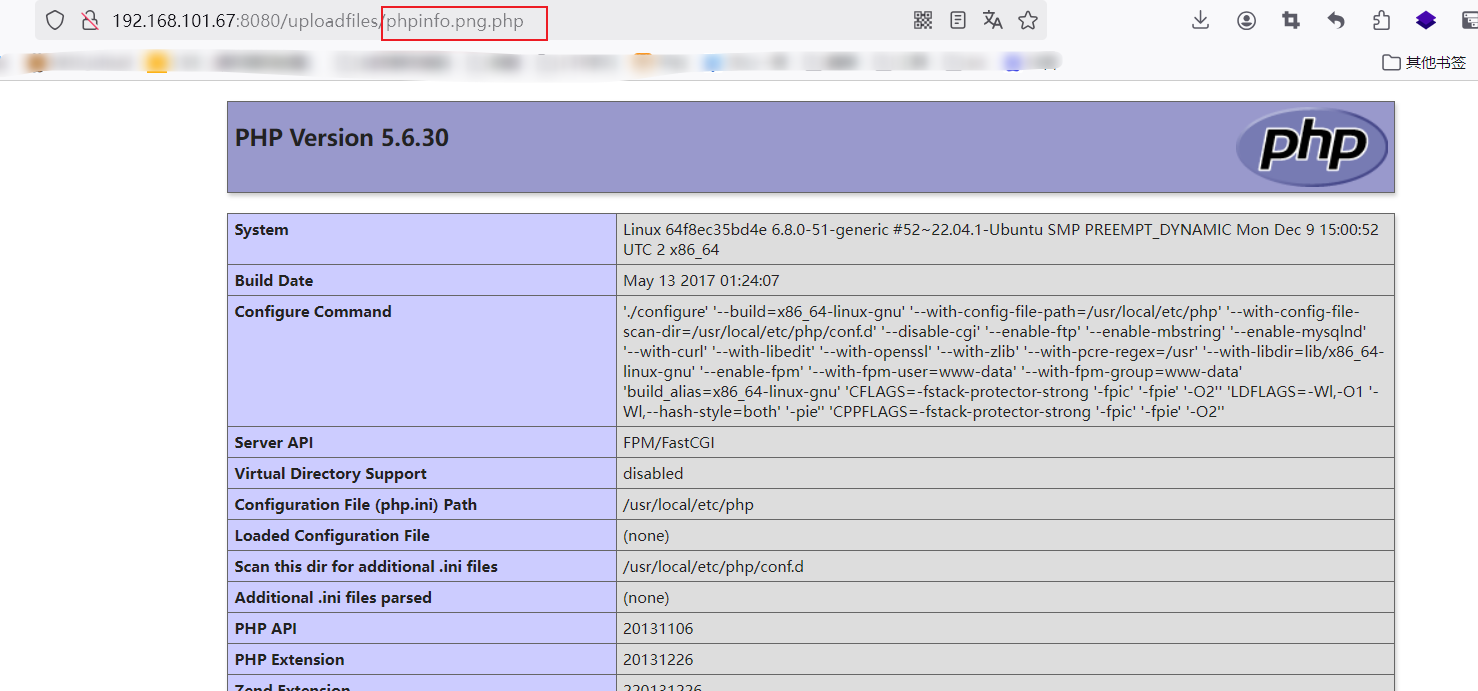 192.168.101.67:8080/uploadfiles/phpinfo.png.php
其他书签
PHP Version 5.6.30
php
System
Linux 64f8ec35bd4e 6.8.0-51-generic #52~22.04.1-Ubuntu SMP PREEMPT_DYNAMIC Mon Dec 9 15:00:52
UTC 2 x86_64
Build Date
May 13 2017 01:24:07
Configure Command
'./configure' '--build=x86_64-linux-gnu' '--with-config-file-path=/usr/local/etc/php' '--with-config-file-
scan-dir=/usr/local/etc/php/conf.d' '--disable-cgi' '--enable-ftp' '--enable-mbstring' '--enable-mysqlnd'
'--with-curl' '--with-libedit' '--with-openssl' '--with-zlib' '--with-pcre-regex=/usr' '--with-libdir=lib/x86_64-
linux-gnu' '--enable-fpm' '--with-fpm-user=www-data' '--with-fpm-group=www-data'
'build_alias=x86_64-linux-gnu' 'CFLAGS=-fstack-protector-strong '-fpic' '-fpie' '-O2'' 'LDFLAGS=-Wl,-O1 '-
Wl,--hash-style=both' '-pie'' 'CPPFLAGS=-fstack-protector-strong '-fpic' '-fpie' '-O2''
Server API
FPM/FastCGI
Virtual Directory Support
disabled
Configuration File (php.ini) Path
/usr/local/etc/php
Loaded Configuration File
(none)
Scan this dir for additional .ini files
/usr/local/etc/php/conf.d
Additional .ini files parsed
(none)
PHP API
20131106
PHP Extension
20131226
Zend Extension
220131226